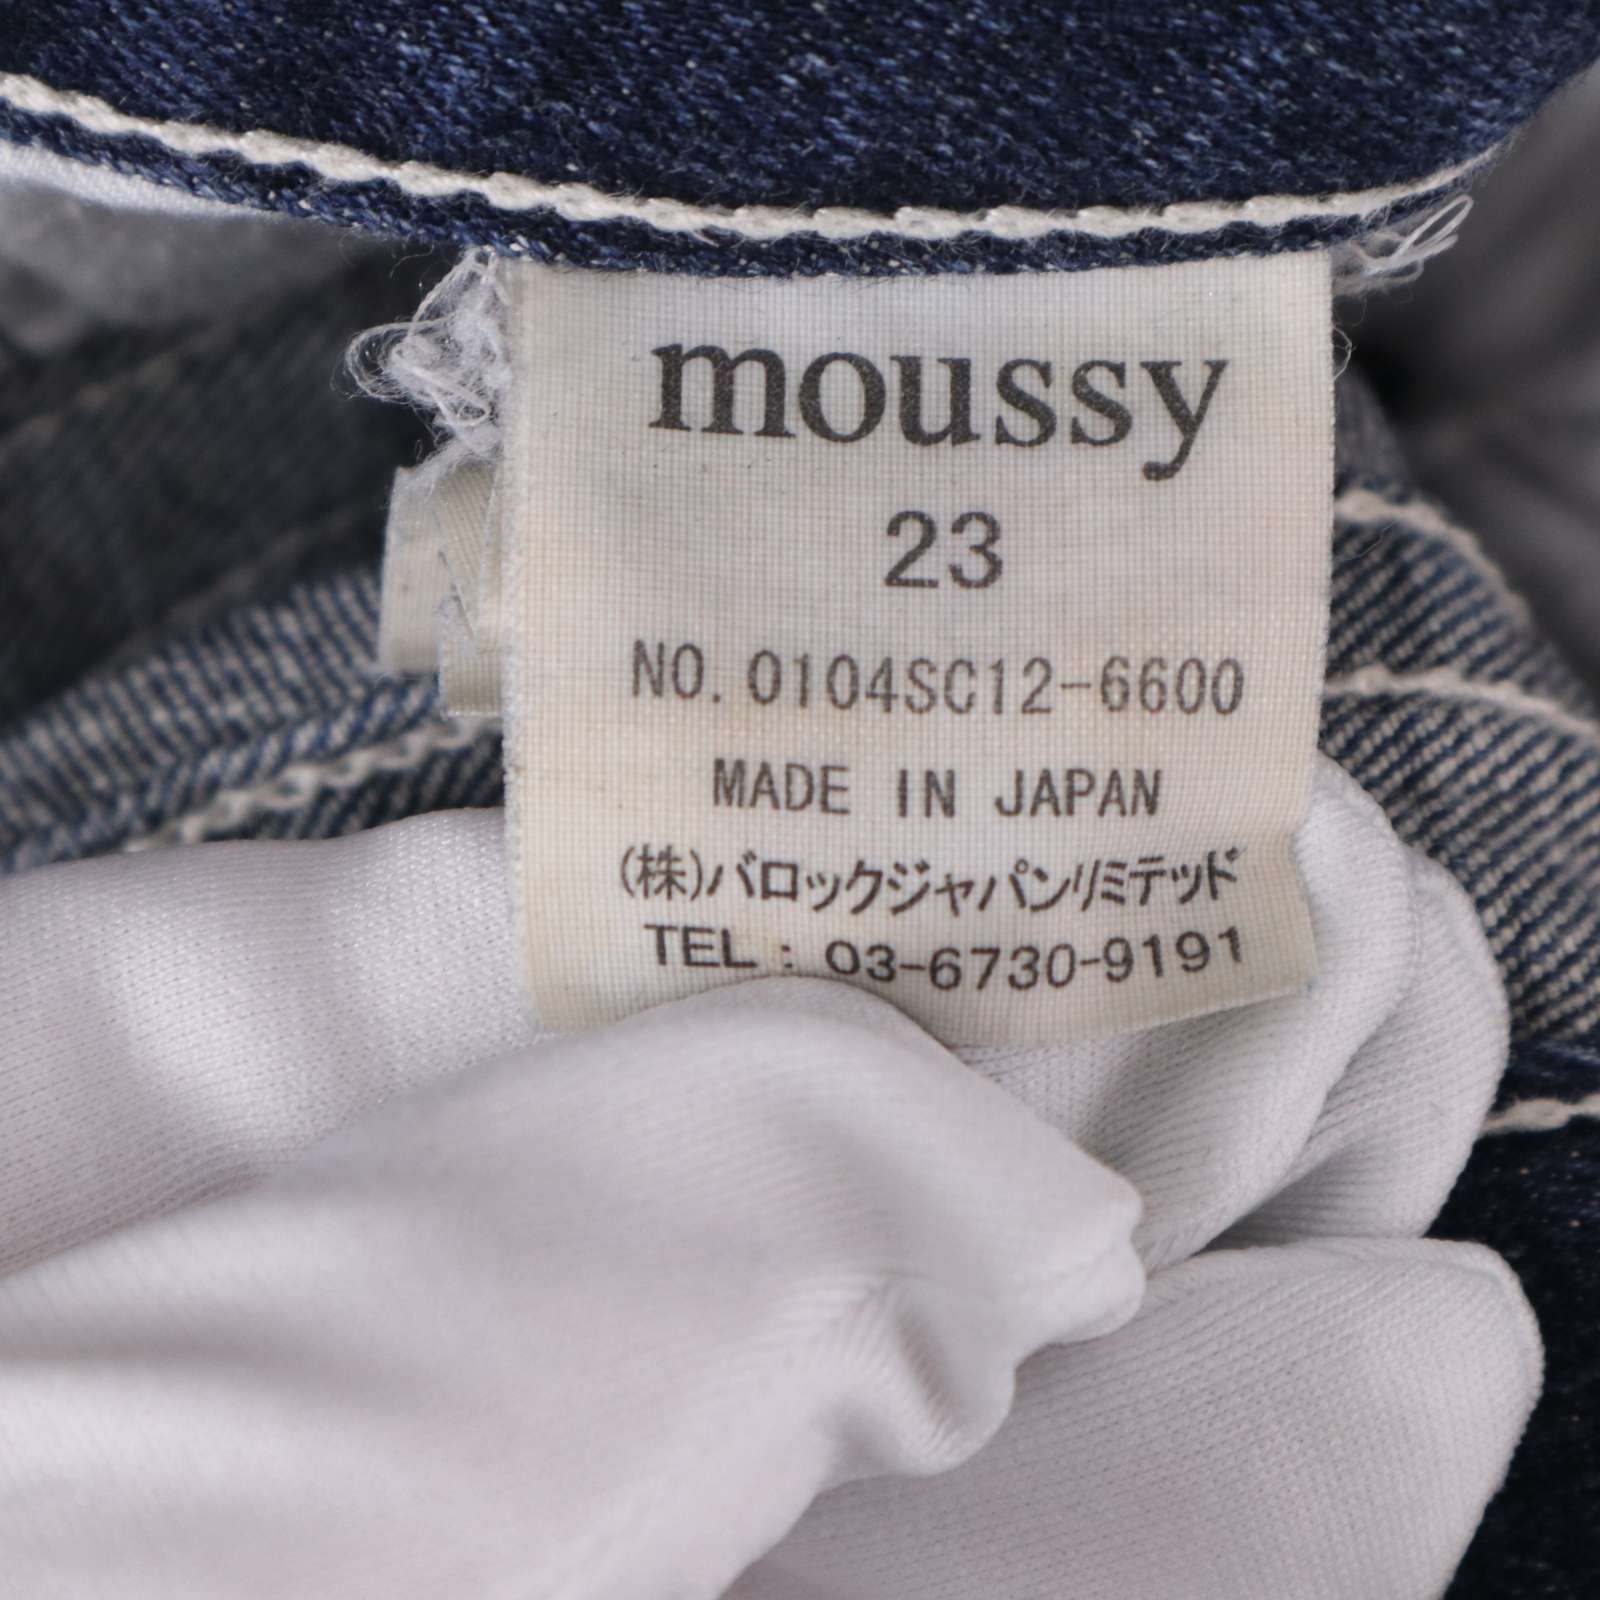 moussy
23
NO. 0104SC12-6600
MADE IN JAPAN
(株)バロックジャパンリミテッド
TEL: 03-6730-9191